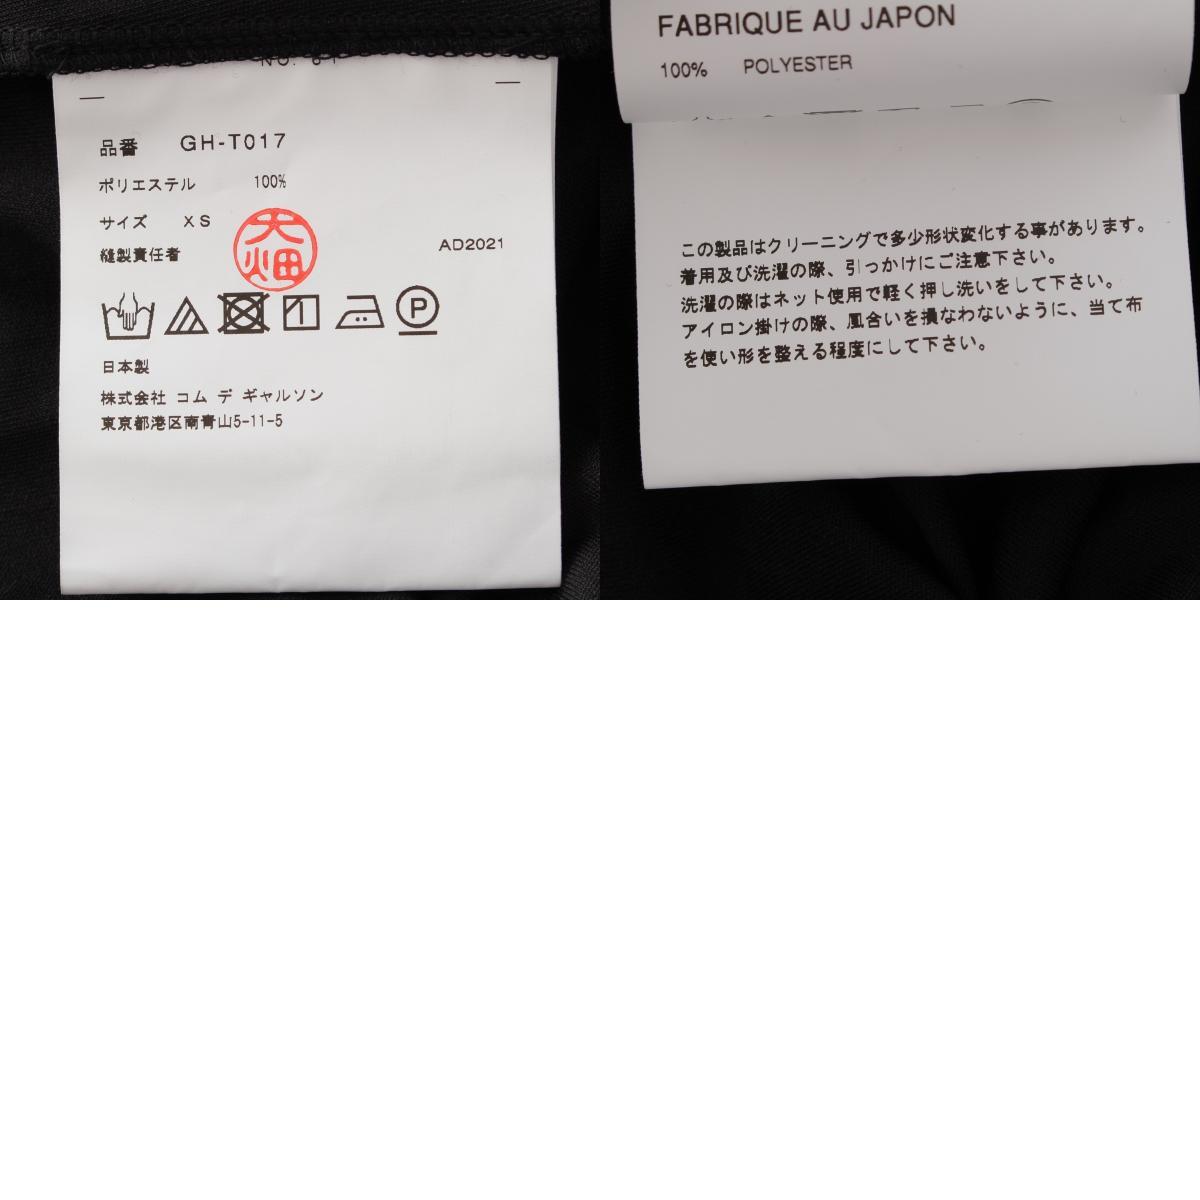 品番 GH-T017
ポリエステル 100%
サイズ XS
縫製責任者 大畑 AD2021
P
日本製
株式会社 コム デ ギャルソン
東京都港区南青山5-11-5
FABRIQUE AU JAPON
100% POLYESTER
この製品はクリーニングで多少形状変化する事があります。
着用及び洗濯の際、引っかけにご注意下さい。
洗濯の際はネット使用で軽く押し洗いをして下さい。
アイロン掛けの際、風合いを損なわないように、当て布
を使い形を整える程度にして下さい。